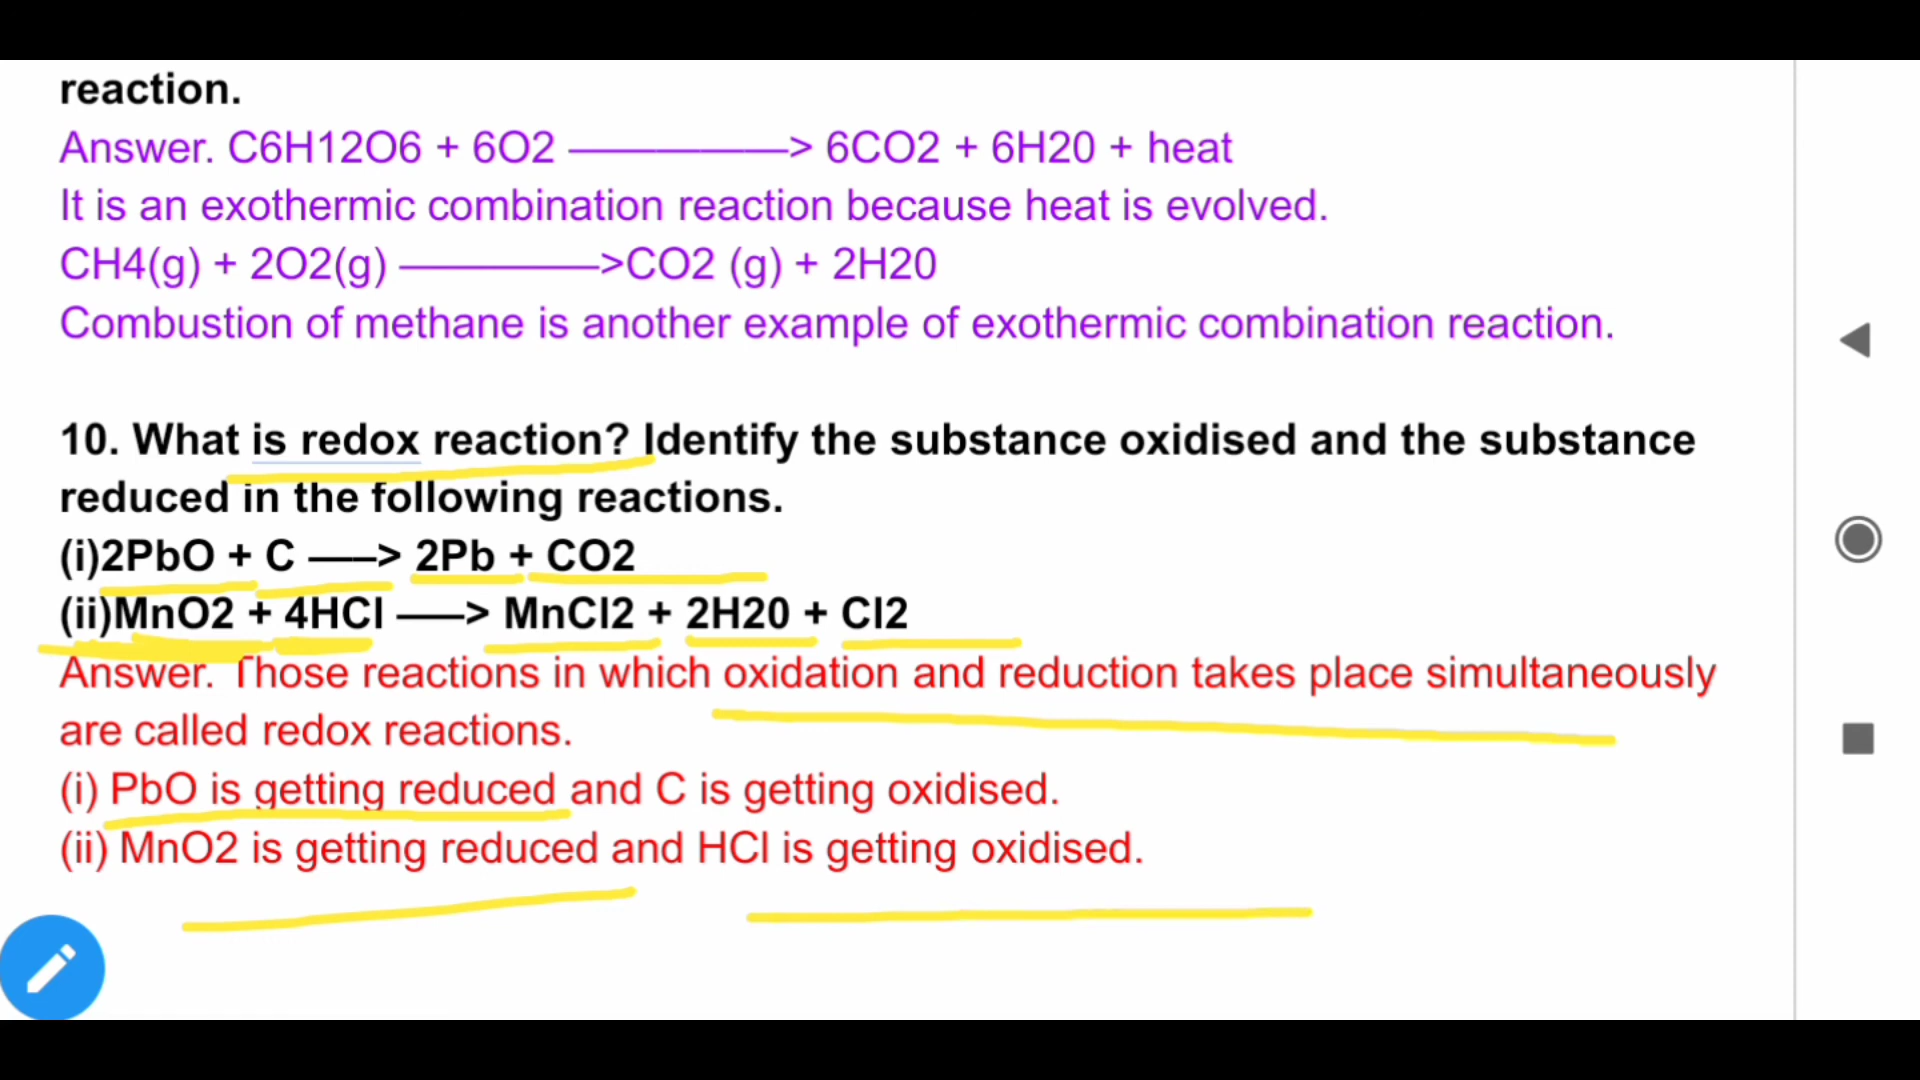 reaction.
Answer. C6H12O6 + 6O2 —————> 6CO2 + 6H20 + heat
It is an exothermic combination reaction because heat is evolved.
CH4(g) + 2O2(g) —————>CO2 (g) + 2H20
Combustion of methane is another example of exothermic combination reaction.
10. What is redox reaction? Identify the substance oxidised and the substance
reduced in the following reactions.
(i)2PbO + C ——> 2Pb + CO2
(ii)MnO2 + 4HCl ——> MnCl2 + 2H20 + Cl2
Answer. Those reactions in which oxidation and reduction takes place simultaneously
are called redox reactions.
(i) PbO is getting reduced and C is getting oxidised.
(ii) MnO2 is getting reduced and HCl is getting oxidised.